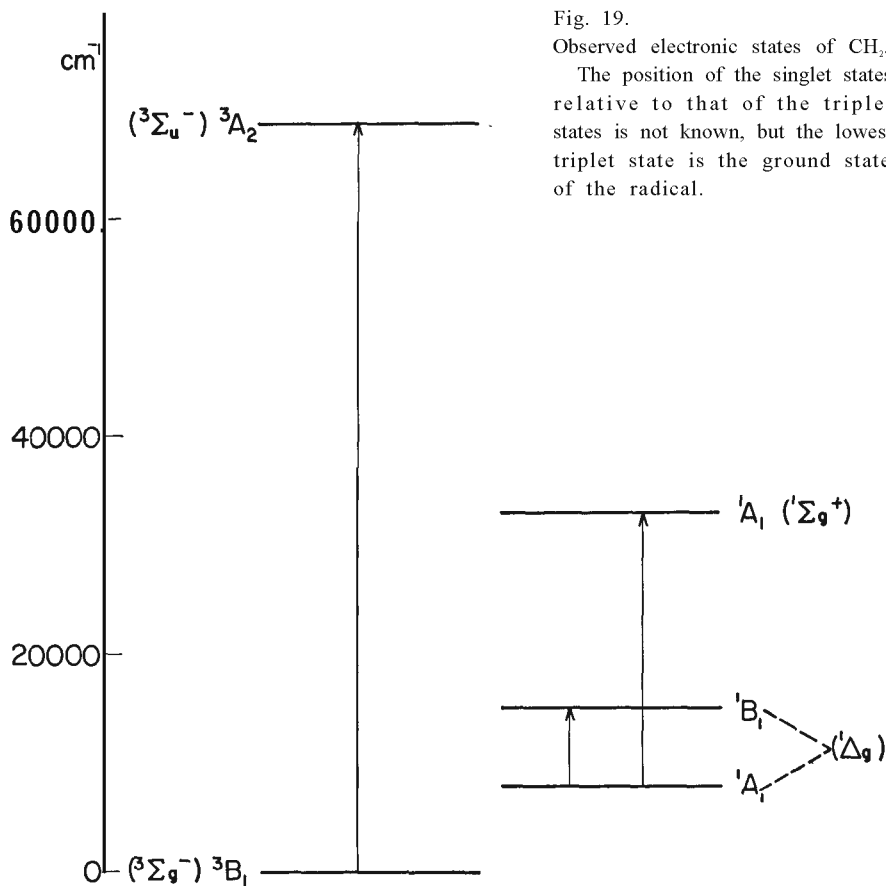 Fig. 19.
Observed electronic states of CH₂.
The position of the singlet states
relative to that of the triple
states is not known, but the lowes
triplet state is the ground state
of the radical.
cm⁻¹
(³Σᵤ⁻) ³A₂
60000
40000
¹A₁ (¹Σg⁺)
20000
¹B₁
(¹Δg)
¹A₁
0 (³Σg⁻) ³B₁